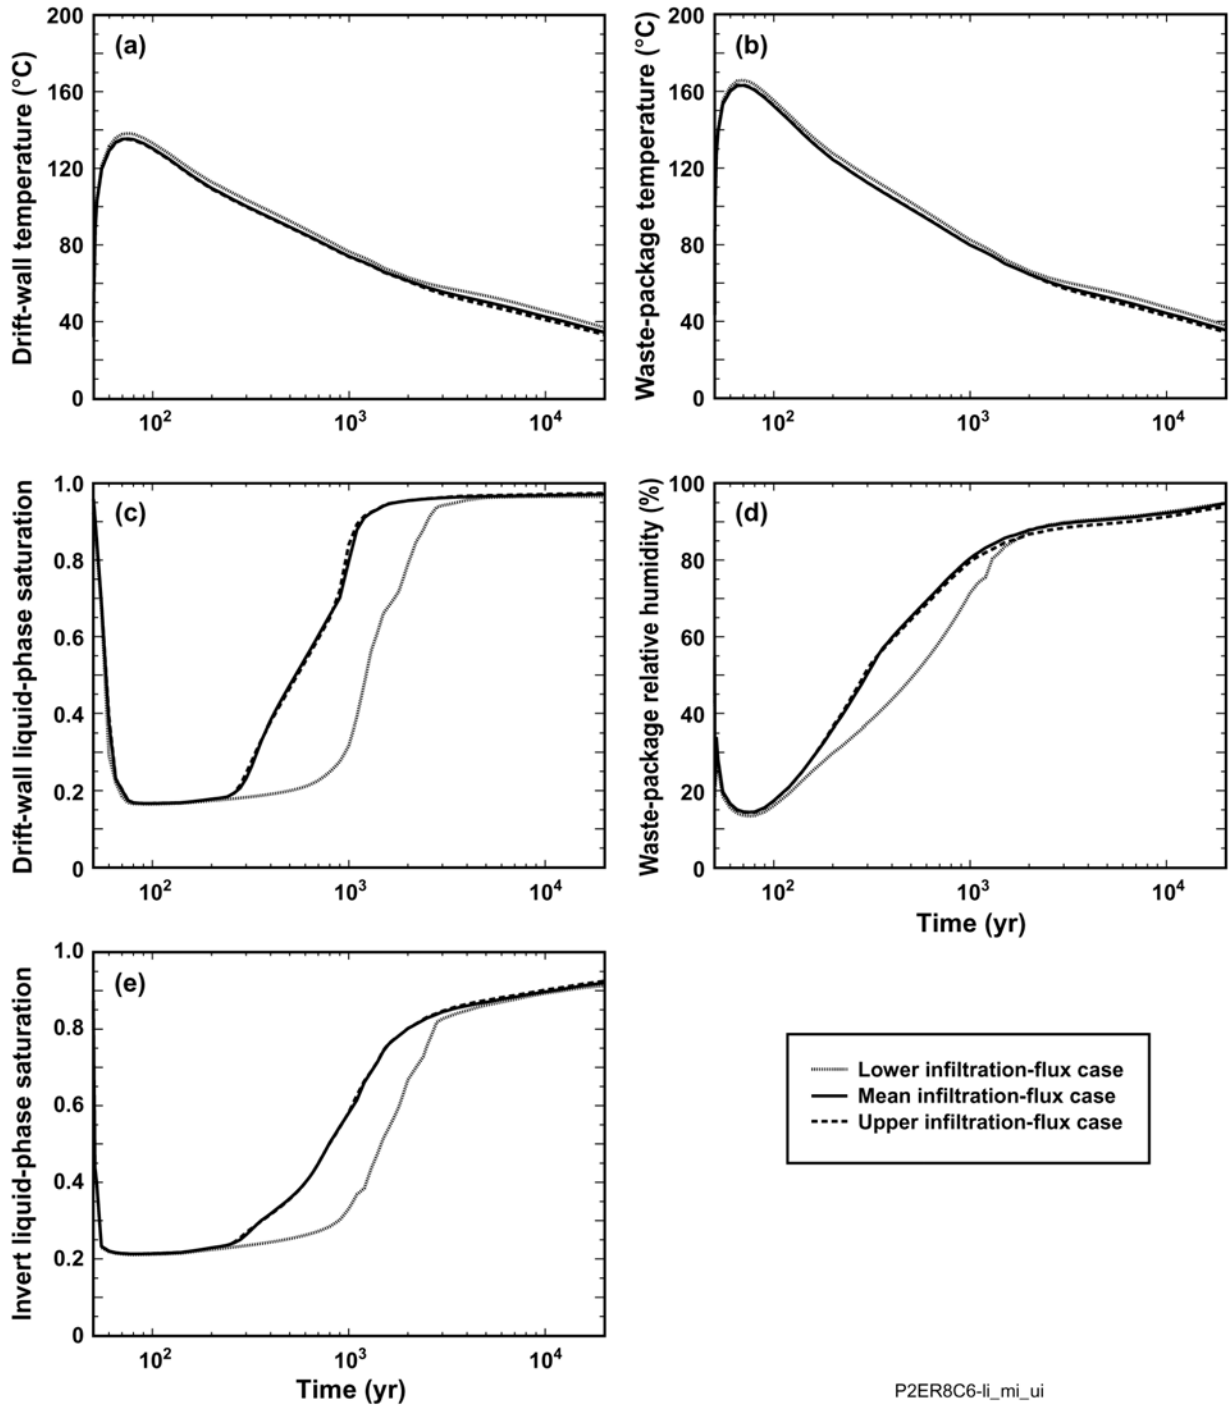 Drift-wall temperature (°C)
200
160
120
80
40
0
(a)
10²
10³
10⁴
Waste-package temperature (°C)
200
160
120
80
40
0
(b)
10²
10³
10⁴
Drift-wall liquid-phase saturation
1.0
0.8
0.6
0.4
0.2
0
(c)
10²
10³
10⁴
Waste-package relative humidity (%)
100
80
60
40
20
0
(d)
10²
10³
10⁴
Time (yr)
Invert liquid-phase saturation
1.0
0.8
0.6
0.4
0.2
0
(e)
10²
10³
10⁴
Time (yr)
Lower infiltration-flux case
Mean infiltration-flux case
Upper infiltration-flux case
P2ER8C6-li_mi_ui